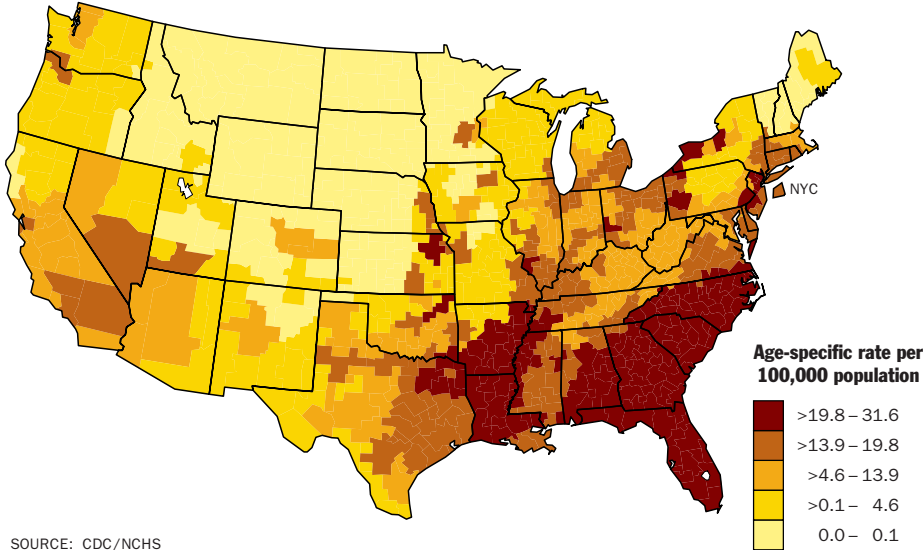 NYC
Age-specific rate per
100,000 population
>19.8 – 31.6
>13.9 – 19.8
>4.6 – 13.9
>0.1 – 4.6
0.0 – 0.1
SOURCE: CDC/NCHS